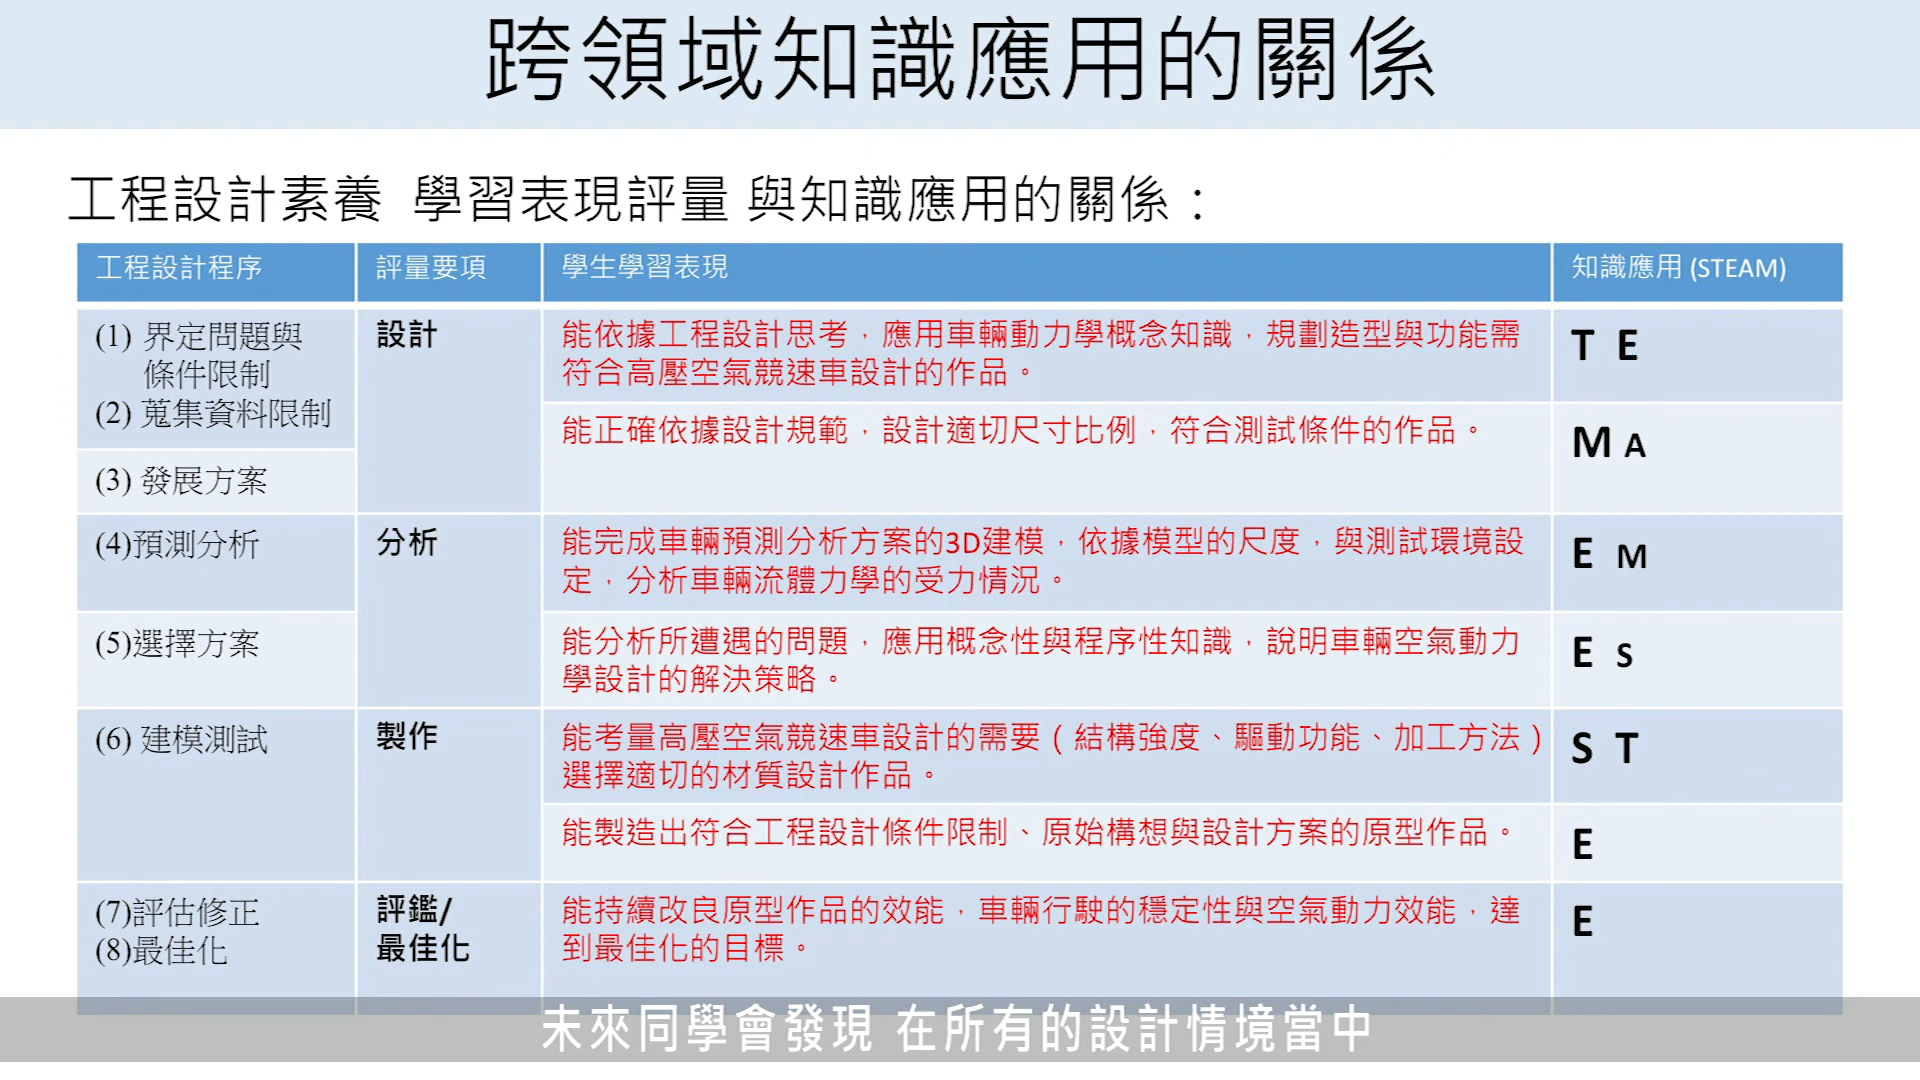 跨領域知識應用的關係
工程設計素養 學習表現評量 與知識應用的關係：
工程設計程序
評量要項
學生學習表現
知識應用 (STEAM)
(1) 界定問題與
條件限制
(2) 蒐集資料限制
(3) 發展方案
設計
能依據工程設計思考，應用車輛動力學概念知識，規劃造型與功能需
符合高壓空氣競速車設計的作品。
T E
能正確依據設計規範，設計適切尺寸比例，符合測試條件的作品。
M A
(4)預測分析
分析
能完成車輛預測分析方案的3D建模，依據模型的尺度，與測試環境設
定，分析車輛流體力學的受力情況。
E M
(5)選擇方案
能分析所遭遇的問題，應用概念性與程序性知識，說明車輛空氣動力
學設計的解決策略。
E S
(6) 建模測試
製作
能考量高壓空氣競速車設計的需要（結構強度、驅動功能、加工方法）
選擇適切的材質設計作品。
S T
能製造出符合工程設計條件限制、原始構想與設計方案的原型作品。
E
(7)評估修正
(8)最佳化
評鑑/
最佳化
能持續改良原型作品的效能，車輛行駛的穩定性與空氣動力效能，達
到最佳化的目標。
E
未來同學會發現 在所有的設計情境當中